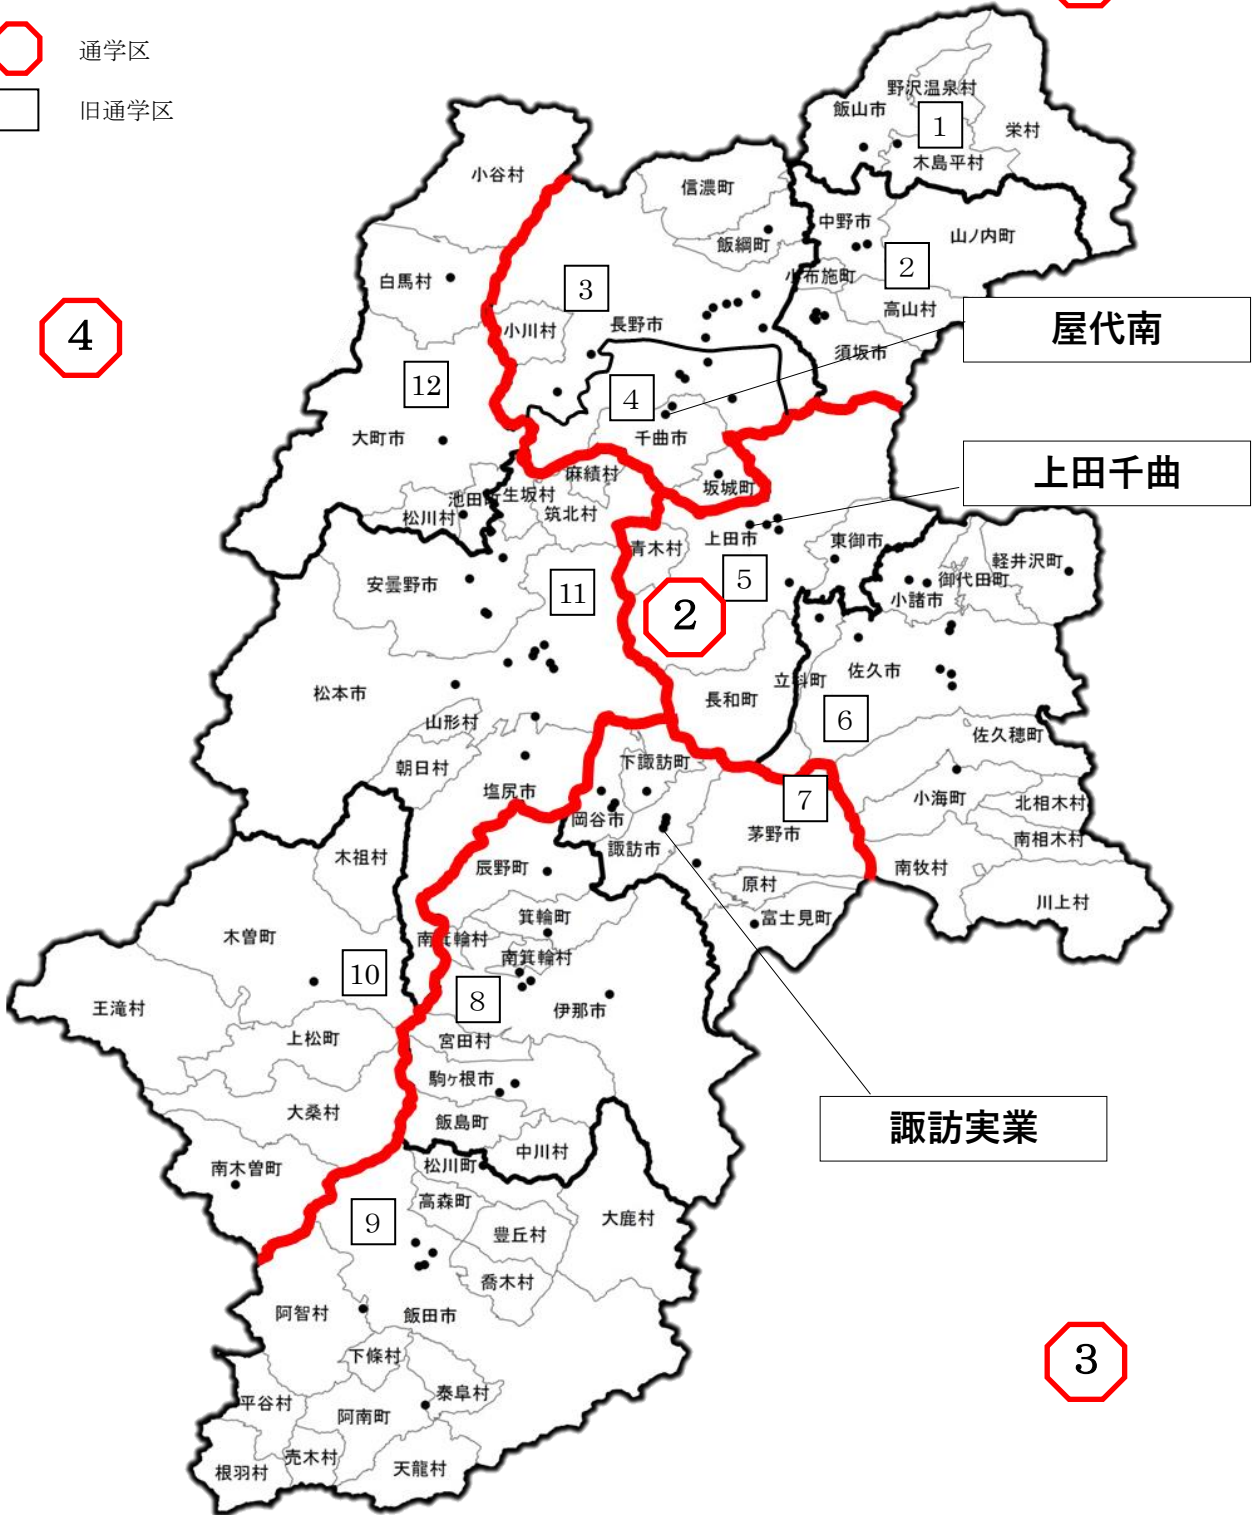 通学区
旧通学区
野沢温泉村
飯山市
1
栄村
木島平村
小谷村
信濃町
中野市
山ノ内町
飯綱町
2
白馬村
小布施町
3
高山村
4
小川村
長野市
屋代南
須坂市
12
4
大町市
千曲市
麻績村
上田千曲
坂城町
生坂村
池田町
松川村
筑北村
上田市
東御市
青木村
軽井沢町
御代田町
安曇野市
11
5
小諸市
2
佐久市
立科町
松本市
長和町
6
山形村
佐久穂町
下諏訪町
朝日村
塩尻市
7
小海町
北相木村
岡谷市
茅野市
南相木村
諏訪市
木祖村
辰野町
南牧村
原村
川上村
箕輪町
富士見町
木曽町
南箕輪村
南箕輪村
10
8
王滝村
伊那市
上松町
宮田村
駒ヶ根市
大桑村
飯島町
諏訪実業
中川村
南木曽町
松川町
高森町
9
大鹿村
豊丘村
喬木村
阿智村
飯田市
下條村
3
泰阜村
平谷村
阿南町
売木村
天龍村
根羽村